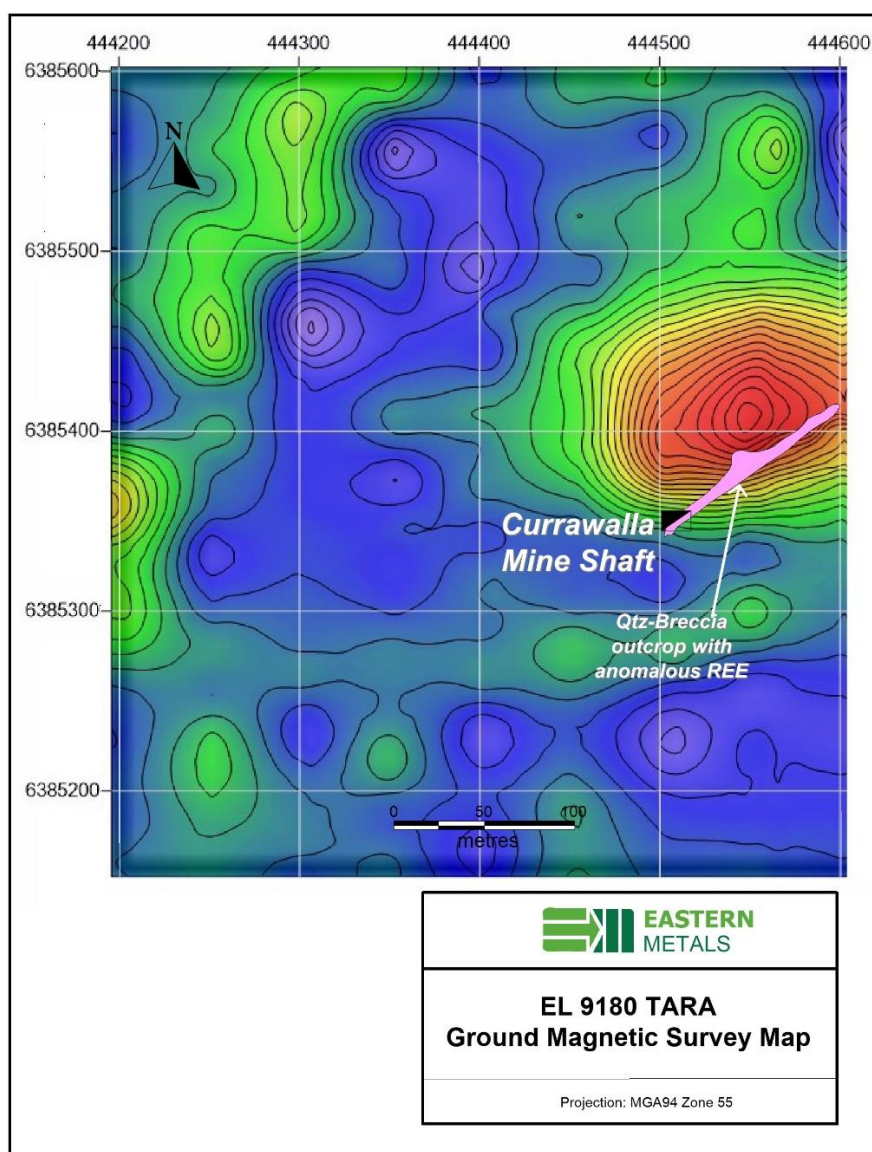 444200 444300 444400 444500 444600
6385600
N
6385500
6385400
Currawalla
Mine Shaft
6385300
Qtz-Breccia
outcrop with
anomalous REE
6385200
0 50 100
metres
EASTERN
METALS
EL 9180 TARA
Ground Magnetic Survey Map
Projection: MGA94 Zone 55